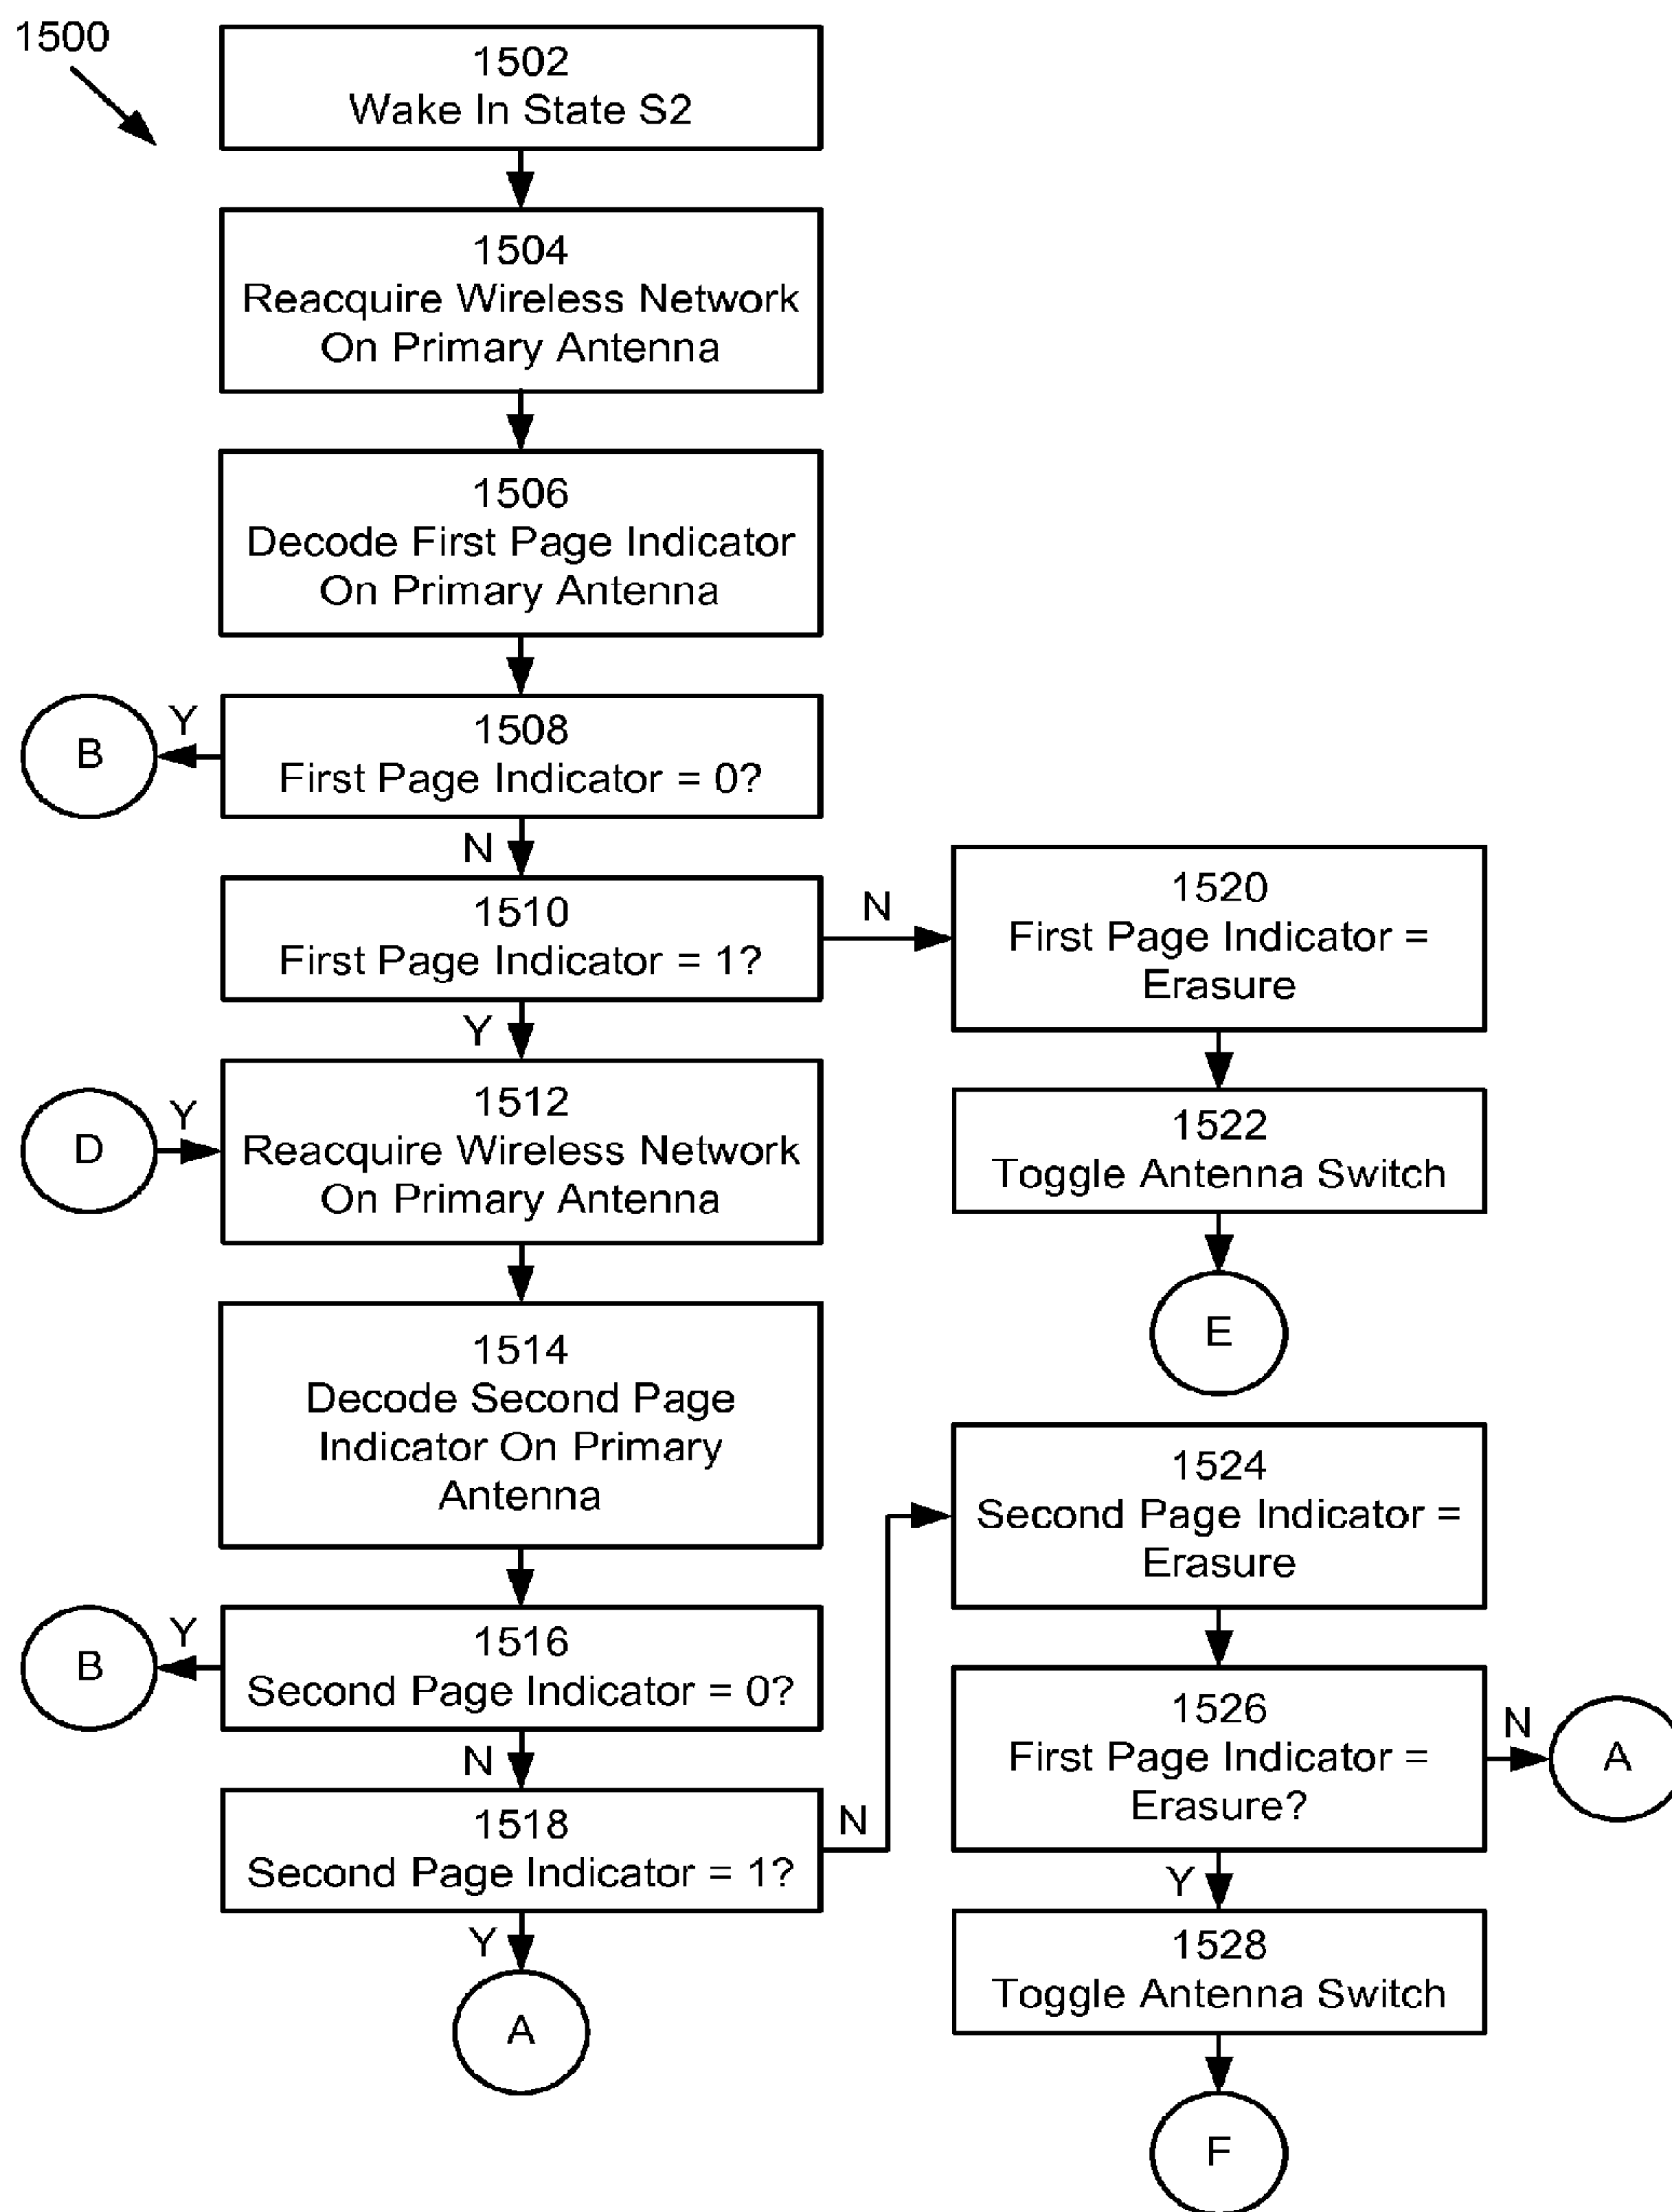 1500
1502
Wake In State S2
1504
Reacquire Wireless Network
On Primary Antenna
1506
Decode First Page Indicator
On Primary Antenna
B
Y
1508
First Page Indicator = 0?
N
1510
First Page Indicator = 1?
N
1520
First Page Indicator =
Erasure
Y
D
Y
1512
Reacquire Wireless Network
On Primary Antenna
1522
Toggle Antenna Switch
E
1514
Decode Second Page
Indicator On Primary
Antenna
1524
Second Page Indicator =
Erasure
B
Y
1516
Second Page Indicator = 0?
N
1526
First Page Indicator =
Erasure?
N
A
1518
Second Page Indicator = 1?
N
Y
A
Y
1528
Toggle Antenna Switch
F